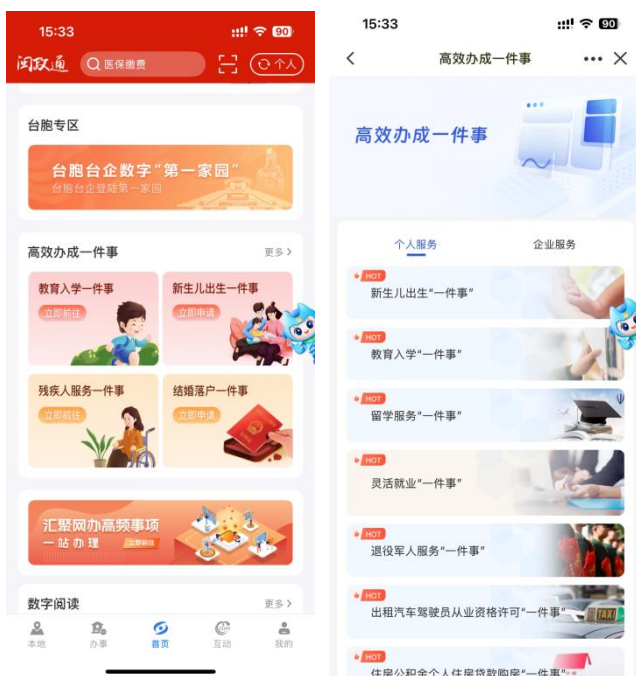 15:33
90
闽政通
医保缴费
个人
台胞专区
台胞台企数字“第一家园”
台胞台企登陆第一家园
高效办成一件事
更多
教育入学一件事
立即前往
新生儿出生一件事
立即申请
残疾人服务一件事
立即前往
结婚落户一件事
立即申请
汇聚网办高频事项
一站办理
立即前往
数字阅读
更多
本地
办事
首页
互动
我的
15:33
90
高效办成一件事
高效办成一件事
个人服务
企业服务
HOT
新生儿出生“一件事”
HOT
教育入学“一件事”
HOT
留学服务“一件事”
HOT
灵活就业“一件事”
HOT
退役军人服务“一件事”
HOT
出租汽车驾驶员从业资格许可“一件事”
TAXI
HOT
住房公积金个人住房贷款购房“一件事”